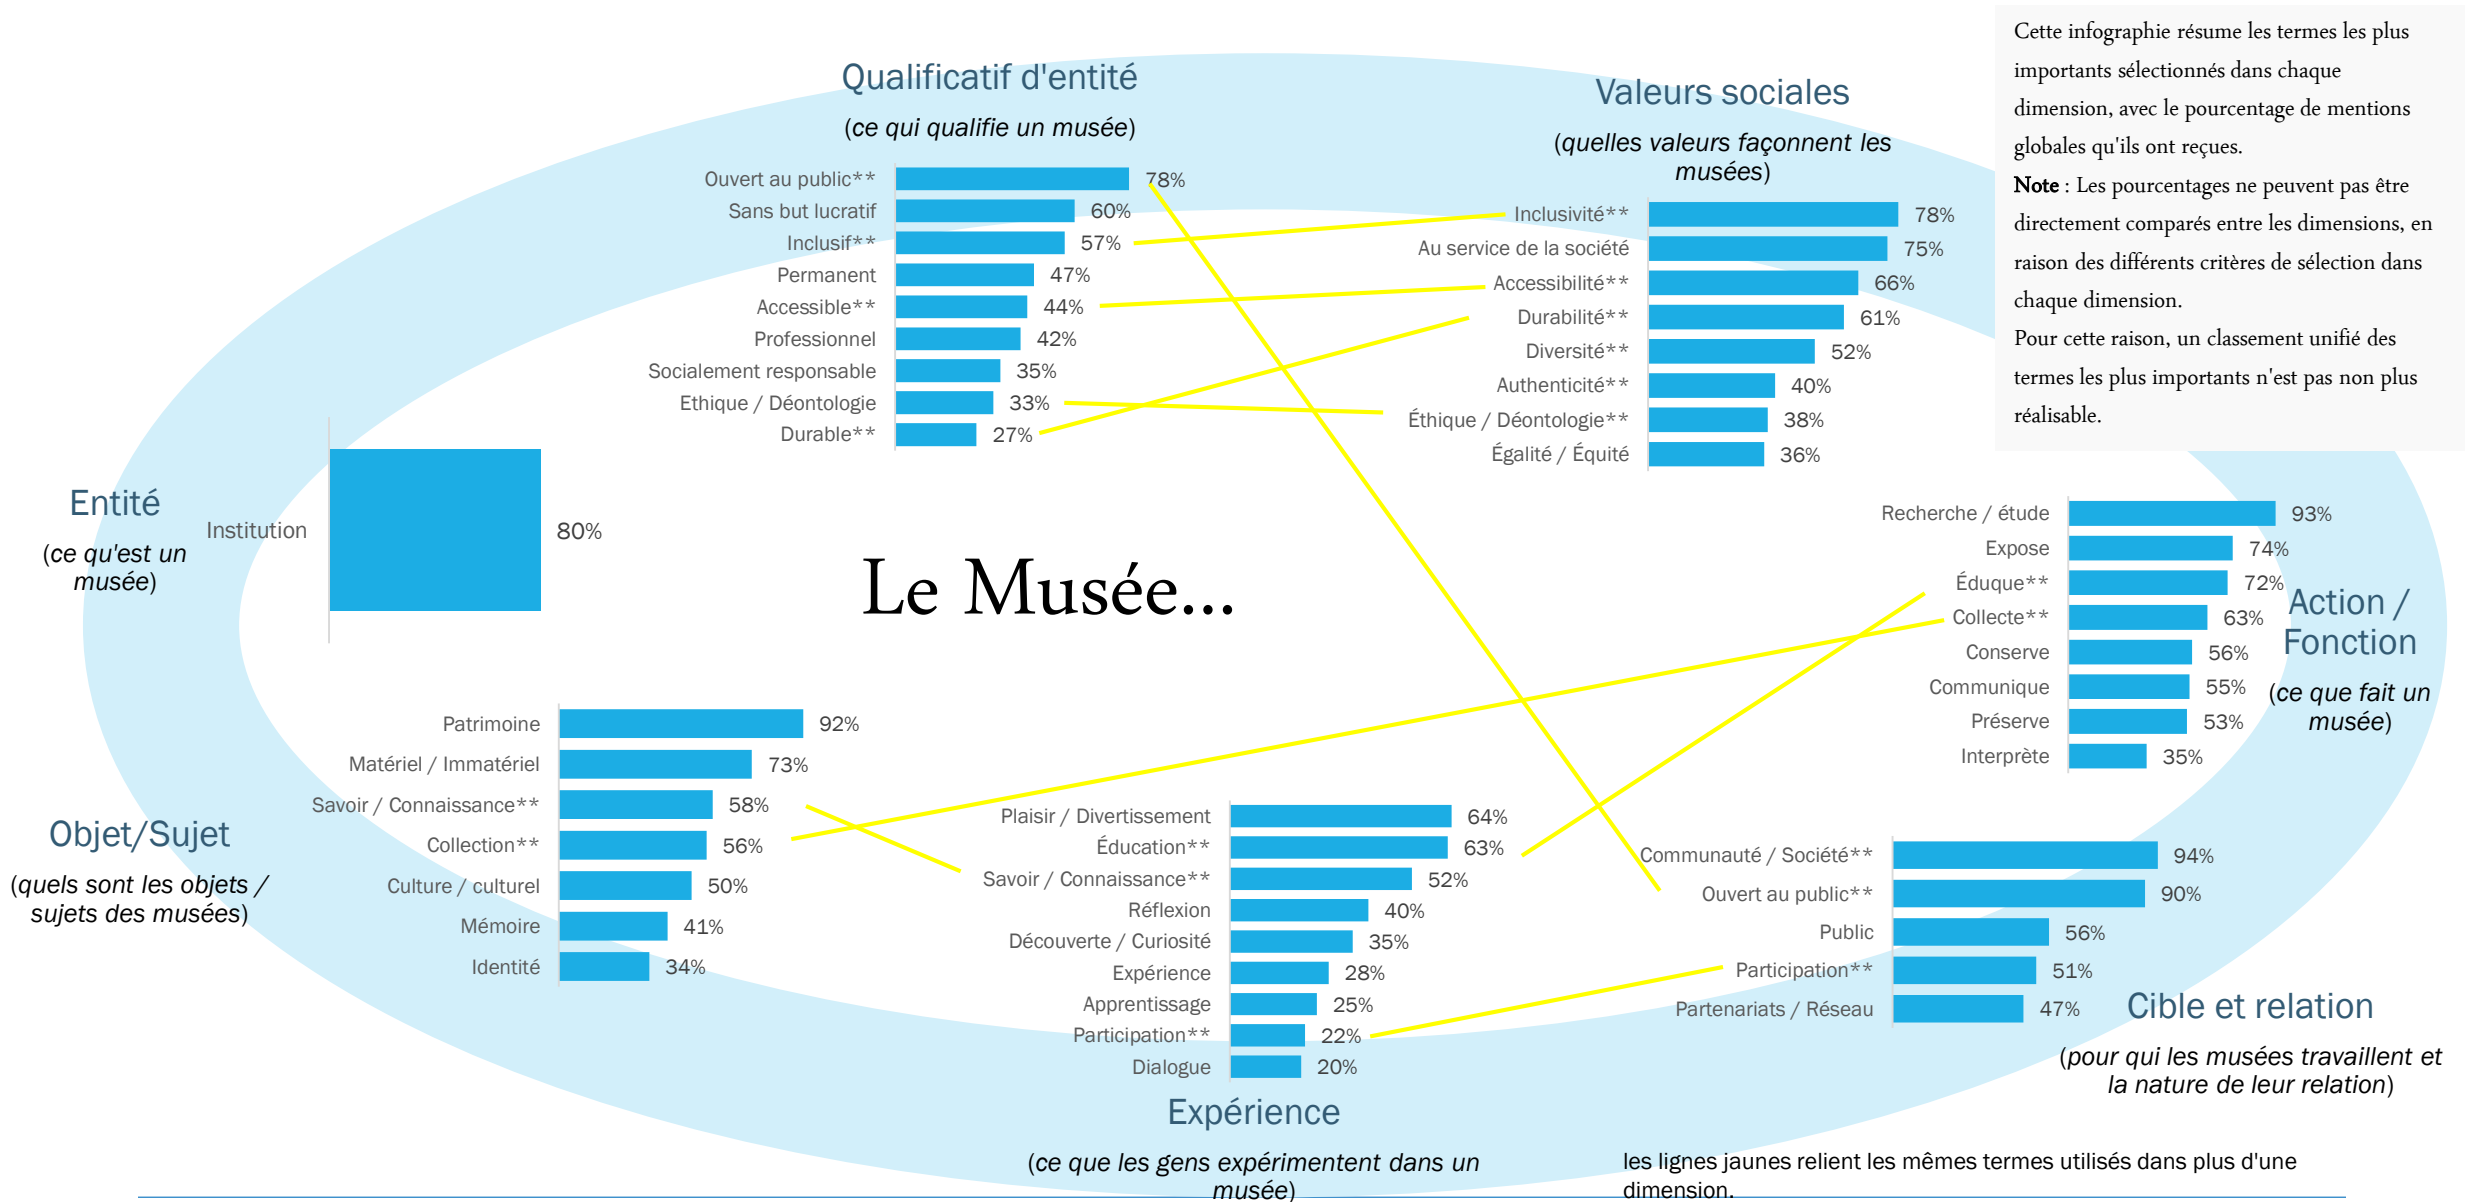 Cette infographie résume les termes les plus
importants sélectionnés dans chaque
dimension, avec le pourcentage de mentions
globales qu'ils ont reçues.
Note : Les pourcentages ne peuvent pas être
directement comparés entre les dimensions, en
raison des différents critères de sélection dans
chaque dimension.
Pour cette raison, un classement unifié des
termes les plus importants n'est pas non plus
réalisable.
Qualificatif d'entité
(ce qui qualifie un musée)
Ouvert au public** 78%
Sans but lucratif 60%
Inclusif** 57%
Permanent 47%
Accessible** 44%
Professionnel 42%
Socialement responsable 35%
Ethique / Déontologie 33%
Durable** 27%
Valeurs sociales
(quelles valeurs façonnent les
musées)
Inclusivité** 78%
Au service de la société 75%
Accessibilité** 66%
Durabilité** 61%
Diversité** 52%
Authenticité** 40%
Éthique / Déontologie** 38%
Égalité / Équité 36%
Entité
(ce qu'est un
musée)
Institution 80%
Le Musée...
Recherche / étude 93%
Expose 74%
Éduque** 72%
Collecte** 63%
Conserve 56%
Communique 55%
Préserve 53%
Interprète 35%
Action /
Fonction
(ce que fait un
musée)
Objet/Sujet
(quels sont les objets /
sujets des musées)
Patrimoine 92%
Matériel / Immatériel 73%
Savoir / Connaissance** 58%
Collection** 56%
Culture / culturel 50%
Mémoire 41%
Identité 34%
Plaisir / Divertissement 64%
Éducation** 63%
Savoir / Connaissance** 52%
Réflexion 40%
Découverte / Curiosité 35%
Expérience 28%
Apprentissage 25%
Participation** 22%
Dialogue 20%
Expérience
(ce que les gens expérimentent dans un
musée)
Communauté / Société** 94%
Ouvert au public** 90%
Public 56%
Participation** 51%
Partenariats / Réseau 47%
Cible et relation
(pour qui les musées travaillent et
la nature de leur relation)
les lignes jaunes relient les mêmes termes utilisés dans plus d'une
dimension.